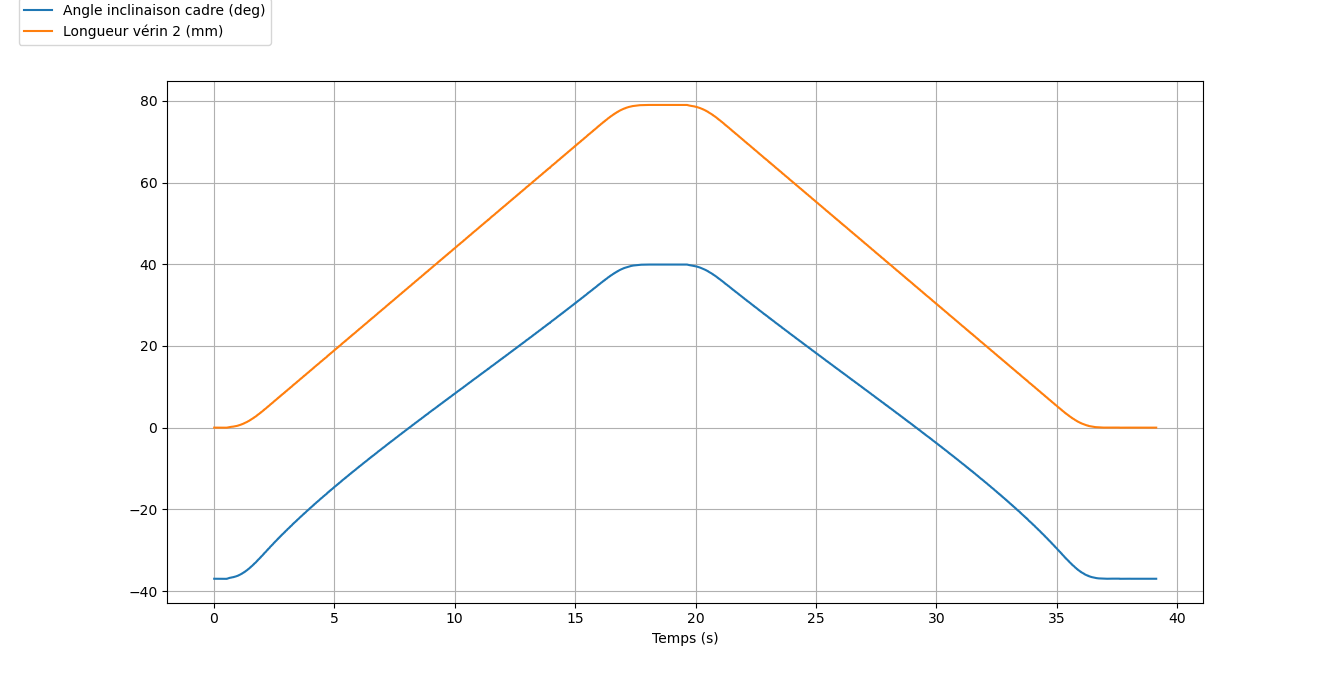 Angle inclinaison cadre (deg)
Longueur vérin 2 (mm)
80
60
40
20
0
−20
−40
0 5 10 15 20 25 30 35 40
Temps (s)